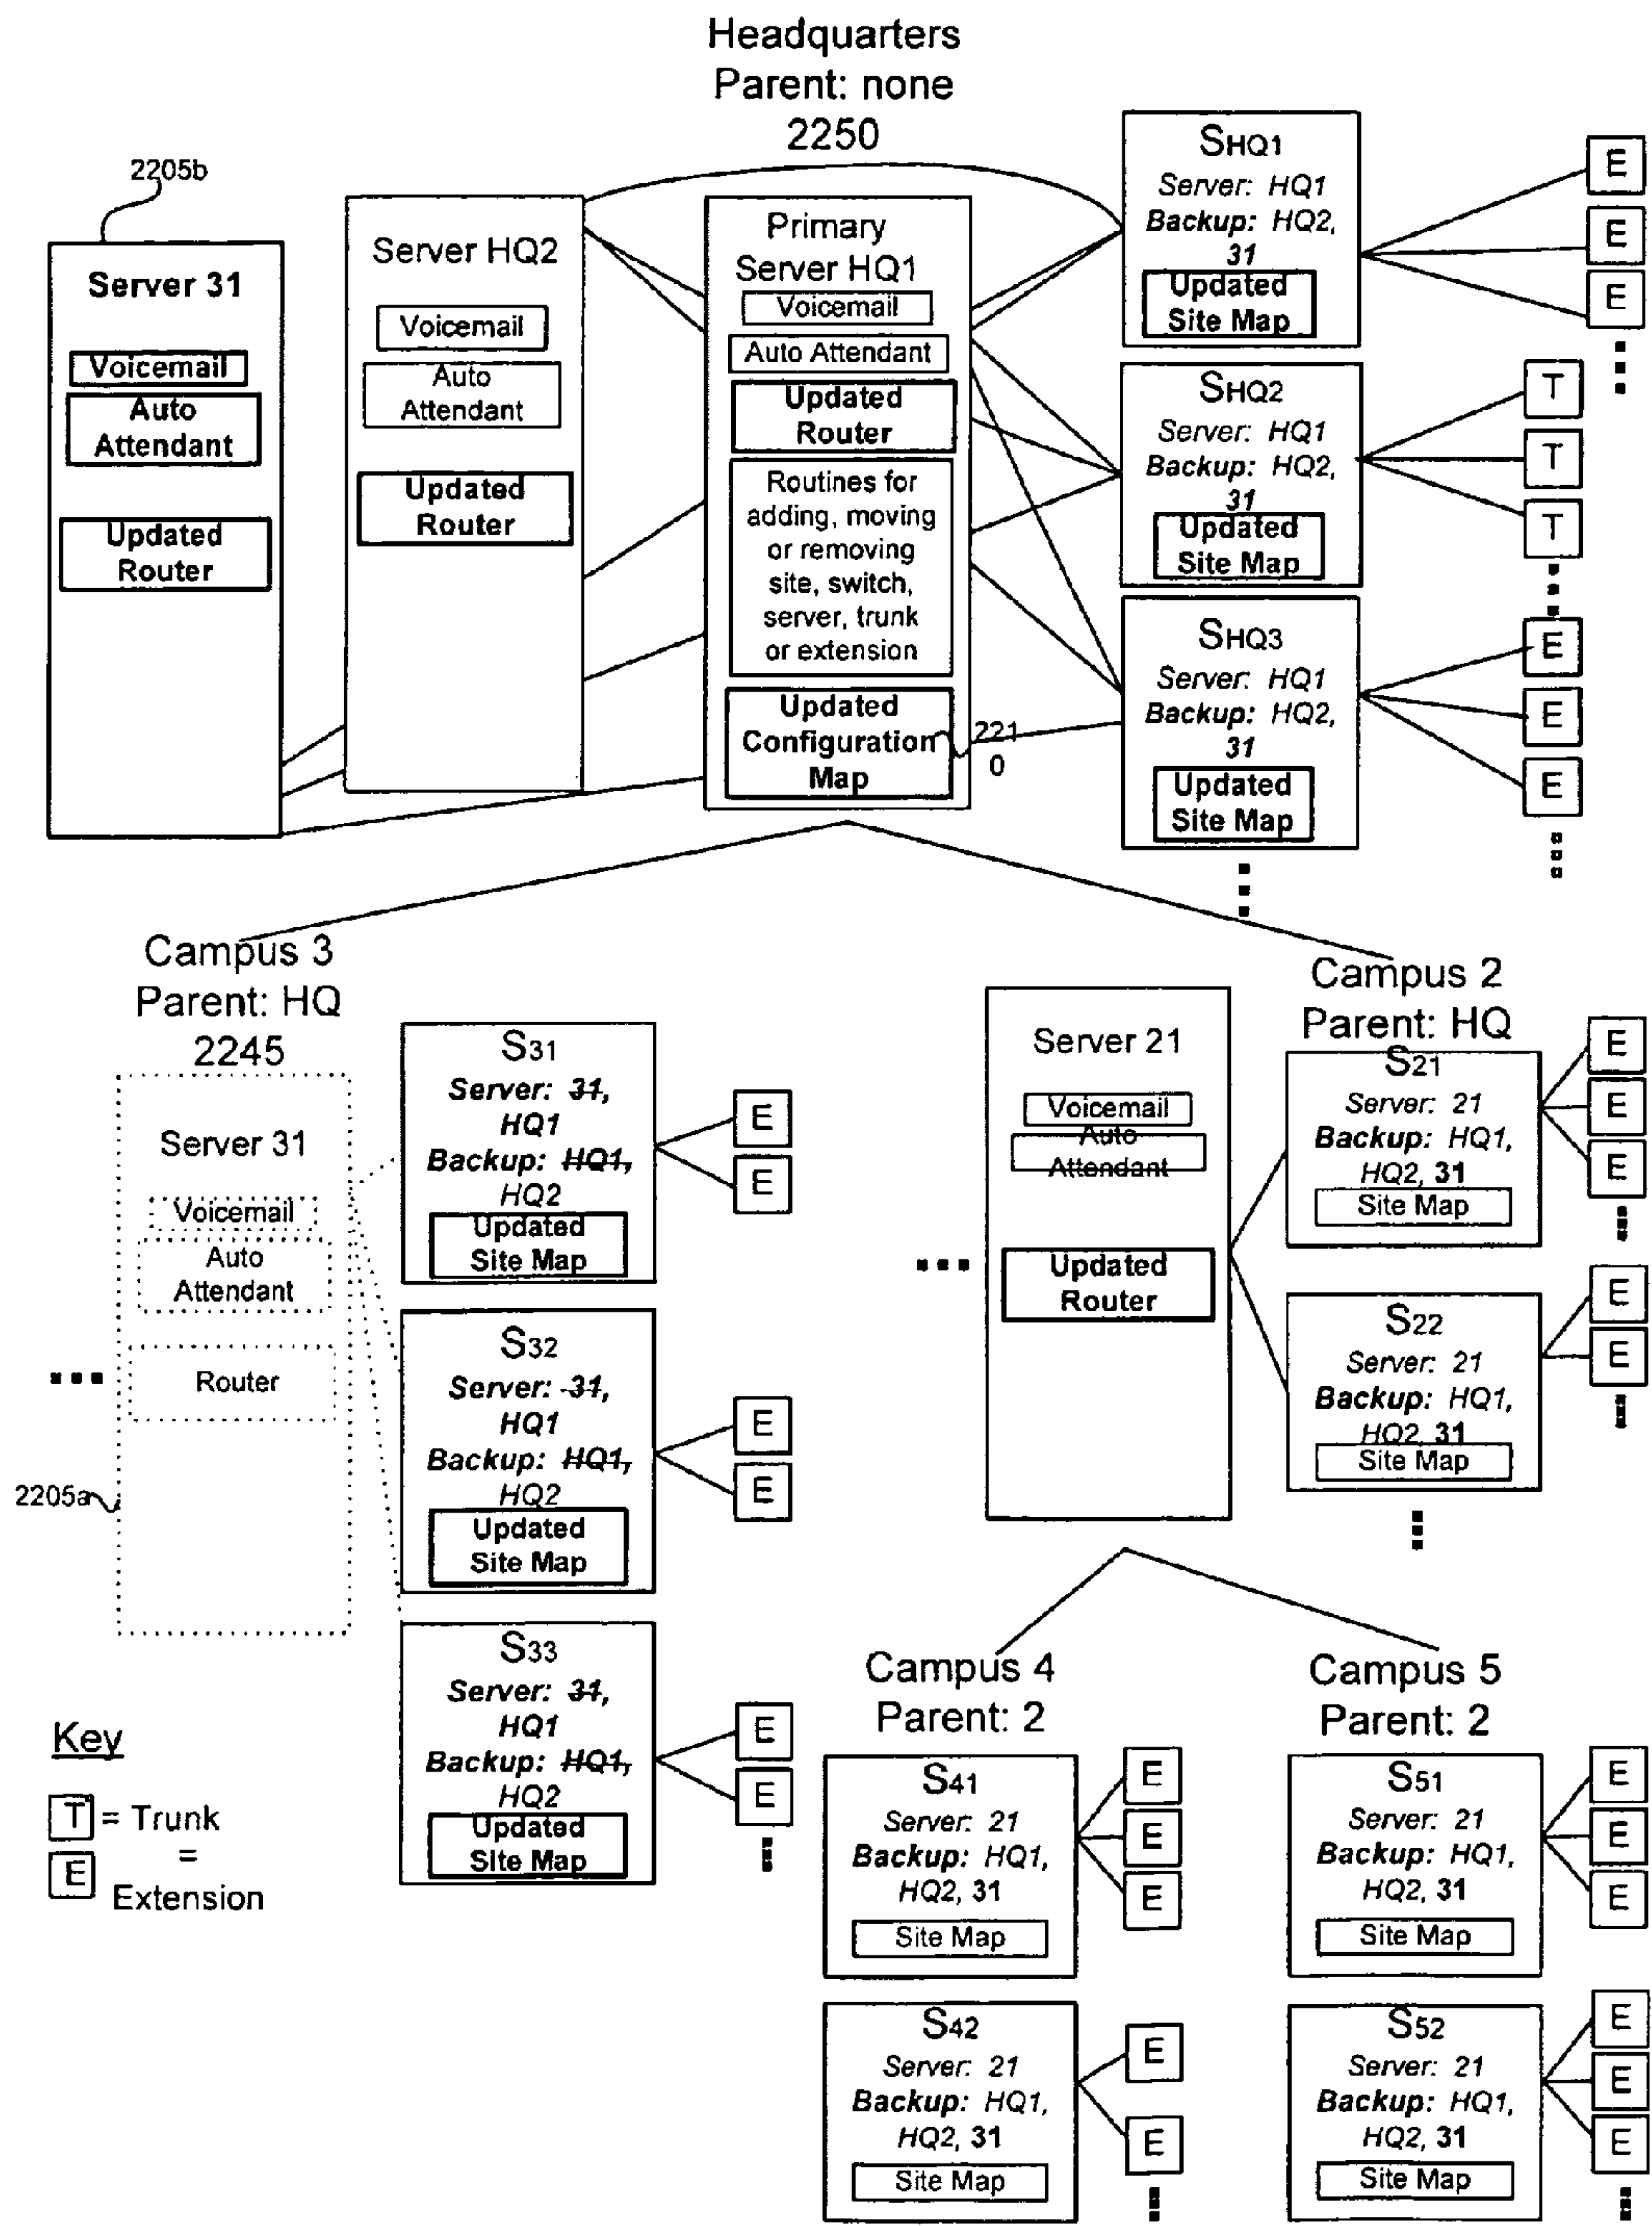 Headquarters
Parent: none
2250
2205b
Server 31
Voicemail
Auto
Attendant
Updated
Router
Server HQ2
Voicemail
Auto
Attendant
Updated
Router
Primary
Server HQ1
Voicemail
Auto Attendant
Updated
Router
Routines for
adding, moving
or removing
site, switch,
server, trunk
or extension
Updated
Configuration
Map
221
0
SHQ1
Server: HQ1
Backup: HQ2,
31
Updated
Site Map
E
E
E
SHQ2
Server: HQ1
Backup: HQ2,
31
Updated
Site Map
T
T
T
SHQ3
Server: HQ1
Backup: HQ2,
31
Updated
Site Map
E
E
E
Campus 3
Parent: HQ
2245
Server 31
Voicemail
Auto
Attendant
Router
2205a
S31
Server: 31,
HQ1
Backup: HQ1,
HQ2
Updated
Site Map
E
E
S32
Server: 31,
HQ1
Backup: HQ1,
HQ2
Updated
Site Map
E
E
S33
Server: 31,
HQ1
Backup: HQ1,
HQ2
Updated
Site Map
E
E
Campus 2
Parent: HQ
Server 21
Voicemail
Auto
Attendant
Updated
Router
S21
Server: 21
Backup: HQ1,
HQ2, 31
Site Map
E
E
E
S22
Server: 21
Backup: HQ1,
HQ2, 31
Site Map
E
E
Campus 4
Parent: 2
S41
Server: 21
Backup: HQ1,
HQ2, 31
Site Map
E
E
E
S42
Server: 21
Backup: HQ1,
HQ2, 31
Site Map
E
E
Campus 5
Parent: 2
S51
Server: 21
Backup: HQ1,
HQ2, 31
Site Map
E
E
E
S52
Server: 21
Backup: HQ1,
HQ2, 31
Site Map
E
E
E
Key
T = Trunk
E =
Extension